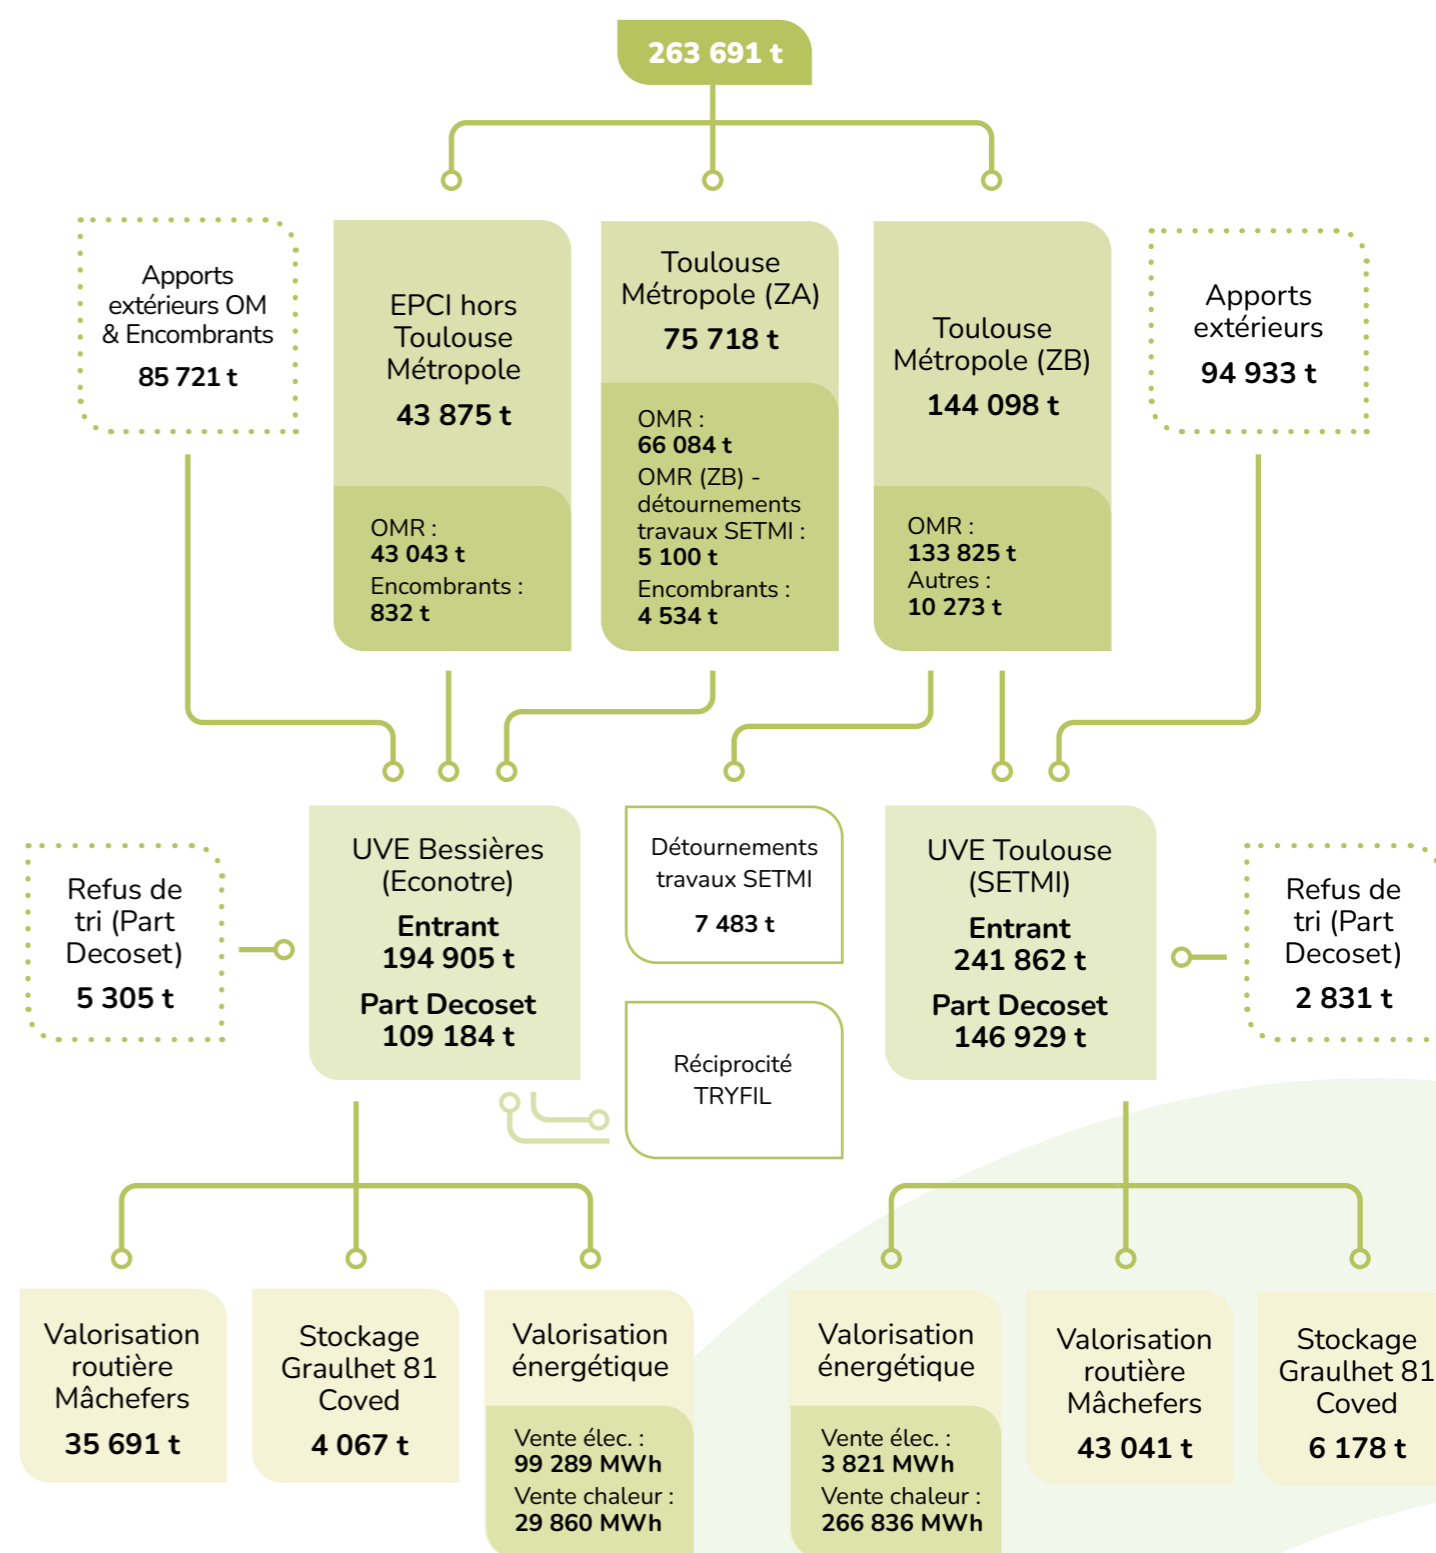 263 691 t
Apports
extérieurs OM
& Encombrants
85 721 t
EPCI hors
Toulouse
Métropole
43 875 t
OMR :
43 043 t
Encombrants :
832 t
Toulouse
Métropole (ZA)
75 718 t
OMR :
66 084 t
OMR (ZB) -
détournements
travaux SETMI :
5 100 t
Encombrants :
4 534 t
Toulouse
Métropole (ZB)
144 098 t
OMR :
133 825 t
Autres :
10 273 t
Apports
extérieurs
94 933 t
Refus de
tri (Part
Decoset)
5 305 t
UVE Bessières
(Econotre)
Entrant
194 905 t
Part Decoset
109 184 t
Détournements
travaux SETMI
7 483 t
Réciprocité
TRYFIL
UVE Toulouse
(SETMI)
Entrant
241 862 t
Part Decoset
146 929 t
Refus de
tri (Part
Decoset)
2 831 t
Valorisation
routière
Mâchefers
35 691 t
Stockage
Graulhet 81
Coved
4 067 t
Valorisation
énergétique
Vente élec. :
99 289 MWh
Vente chaleur :
29 860 MWh
Valorisation
énergétique
Vente élec. :
3 821 MWh
Vente chaleur :
266 836 MWh
Valorisation
routière
Mâchefers
43 041 t
Stockage
Graulhet 81
Coved
6 178 t